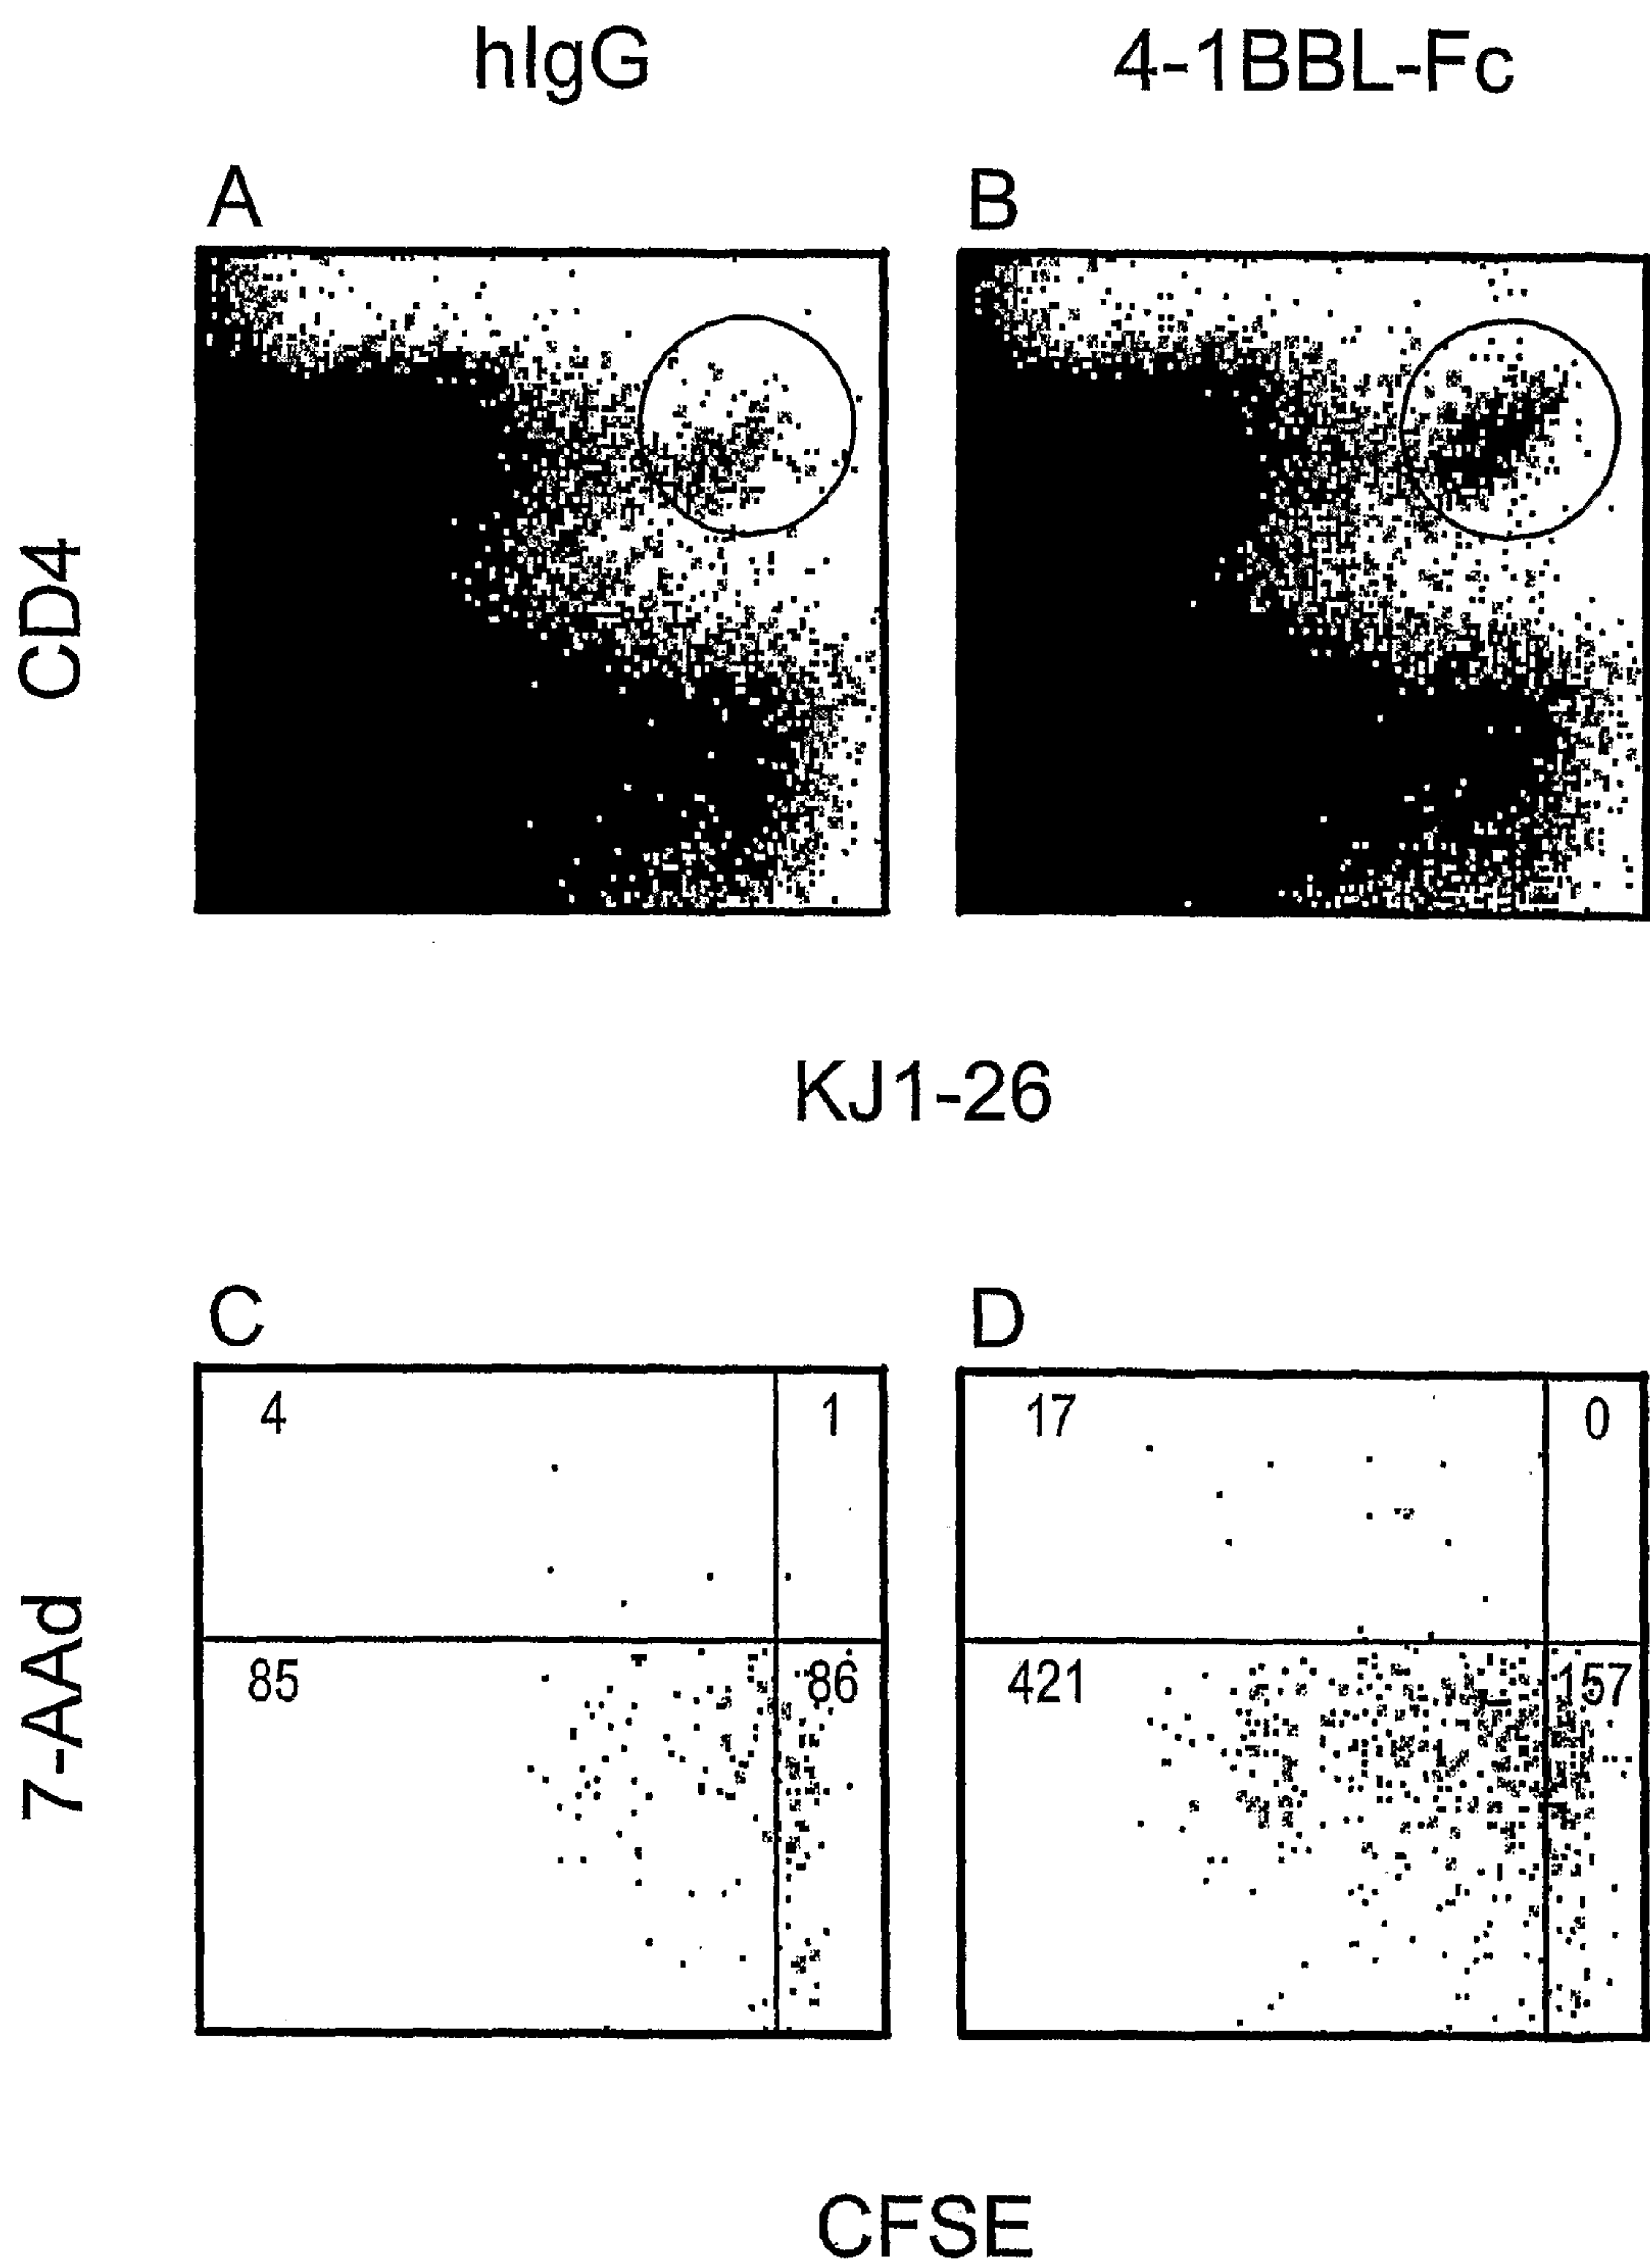 hIgG 4-1BBL-Fc
A B
CD4
KJ1-26
C D
4 1 17 0
85 86 421 157
7-AAd
CFSE